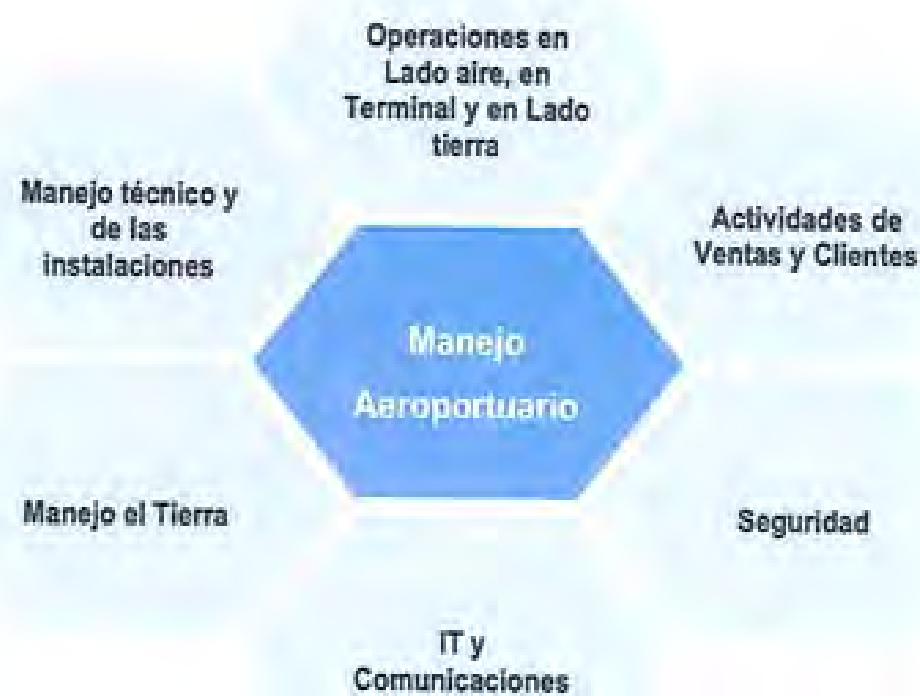 Operaciones en
Lado aire, en
Terminal y en Lado
tierra
Manejo técnico y
de las
instalaciones
Actividades de
Ventas y Clientes
Manejo
Aeroportuario
Manejo el Tierra
Seguridad
IT y
Comunicaciones